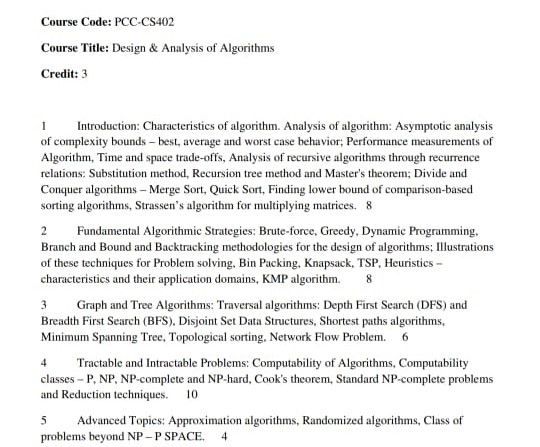 Course Code: PCC-CS402
Course Title: Design & Analysis of Algorithms
Credit: 3
1 Introduction: Characteristics of algorithm. Analysis of algorithm: Asymptotic analysis
of complexity bounds – best, average and worst case behavior; Performance measurements of
Algorithm, Time and space trade-offs, Analysis of recursive algorithms through recurrence
relations: Substitution method, Recursion tree method and Master's theorem; Divide and
Conquer algorithms – Merge Sort, Quick Sort, Finding lower bound of comparison-based
sorting algorithms, Strassen's algorithm for multiplying matrices. 8
2 Fundamental Algorithmic Strategies: Brute-force, Greedy, Dynamic Programming,
Branch and Bound and Backtracking methodologies for the design of algorithms; Illustrations
of these techniques for Problem solving, Bin Packing, Knapsack, TSP, Heuristics –
characteristics and their application domains, KMP algorithm. 8
3 Graph and Tree Algorithms: Traversal algorithms: Depth First Search (DFS) and
Breadth First Search (BFS), Disjoint Set Data Structures, Shortest paths algorithms,
Minimum Spanning Tree, Topological sorting, Network Flow Problem. 6
4 Tractable and Intractable Problems: Computability of Algorithms, Computability
classes – P, NP, NP-complete and NP-hard, Cook's theorem, Standard NP-complete problems
and Reduction techniques. 10
5 Advanced Topics: Approximation algorithms, Randomized algorithms, Class of
problems beyond NP – P SPACE. 4